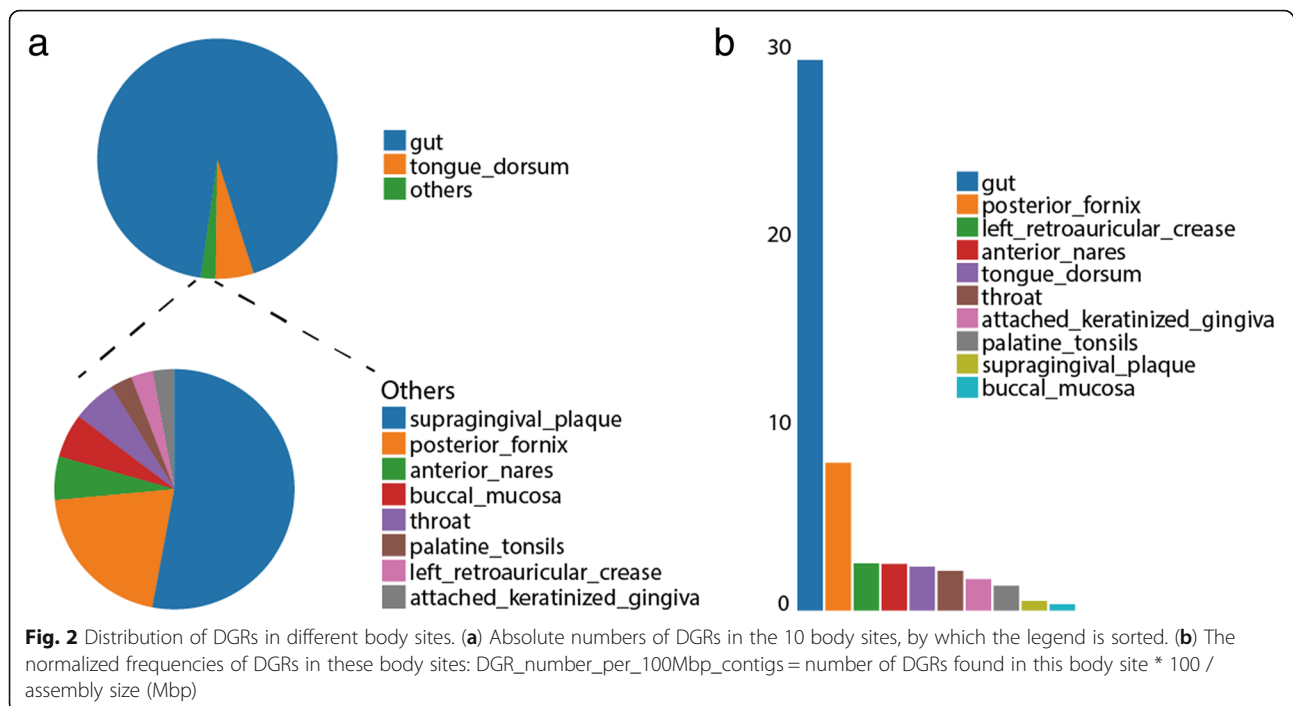 a
gut
tongue_dorsum
others
Others
supragingival_plaque
posterior_fornix
anterior_nares
buccal_mucosa
throat
palatine_tonsils
left_retroauricular_crease
attached_keratinized_gingiva
b
30
20
10
0
gut
posterior_fornix
left_retroauricular_crease
anterior_nares
tongue_dorsum
throat
attached_keratinized_gingiva
palatine_tonsils
supragingival_plaque
buccal_mucosa
Fig. 2 Distribution of DGRs in different body sites. (a) Absolute numbers of DGRs in the 10 body sites, by which the legend is sorted. (b) The
normalized frequencies of DGRs in these body sites: DGR_number_per_100Mbp_contigs = number of DGRs found in this body site * 100 /
assembly size (Mbp)